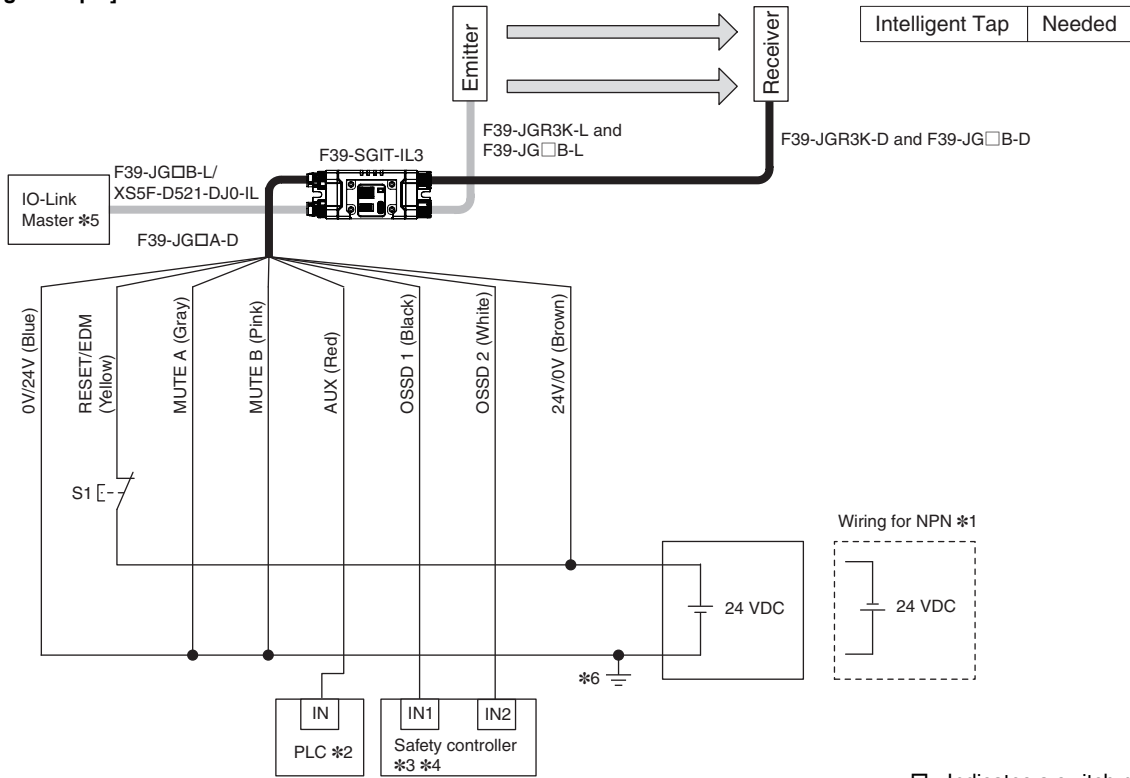 Intelligent Tap Needed
Emitter
Receiver
F39-JGR3K-L and
F39-JG□B-L
F39-JGR3K-D and F39-JG□B-D
F39-SGIT-IL3
F39-JG□B-L/
XS5F-D521-DJ0-IL
IO-Link
Master *5
F39-JG□A-D
0V/24V (Blue)
RESET/EDM
(Yellow)
MUTE A (Gray)
MUTE B (Pink)
AUX (Red)
OSSD 1 (Black)
OSSD 2 (White)
24V/0V (Brown)
S1
Wiring for NPN *1
24 VDC
24 VDC
*6
IN
PLC *2
IN1
IN2
Safety controller
*3 *4